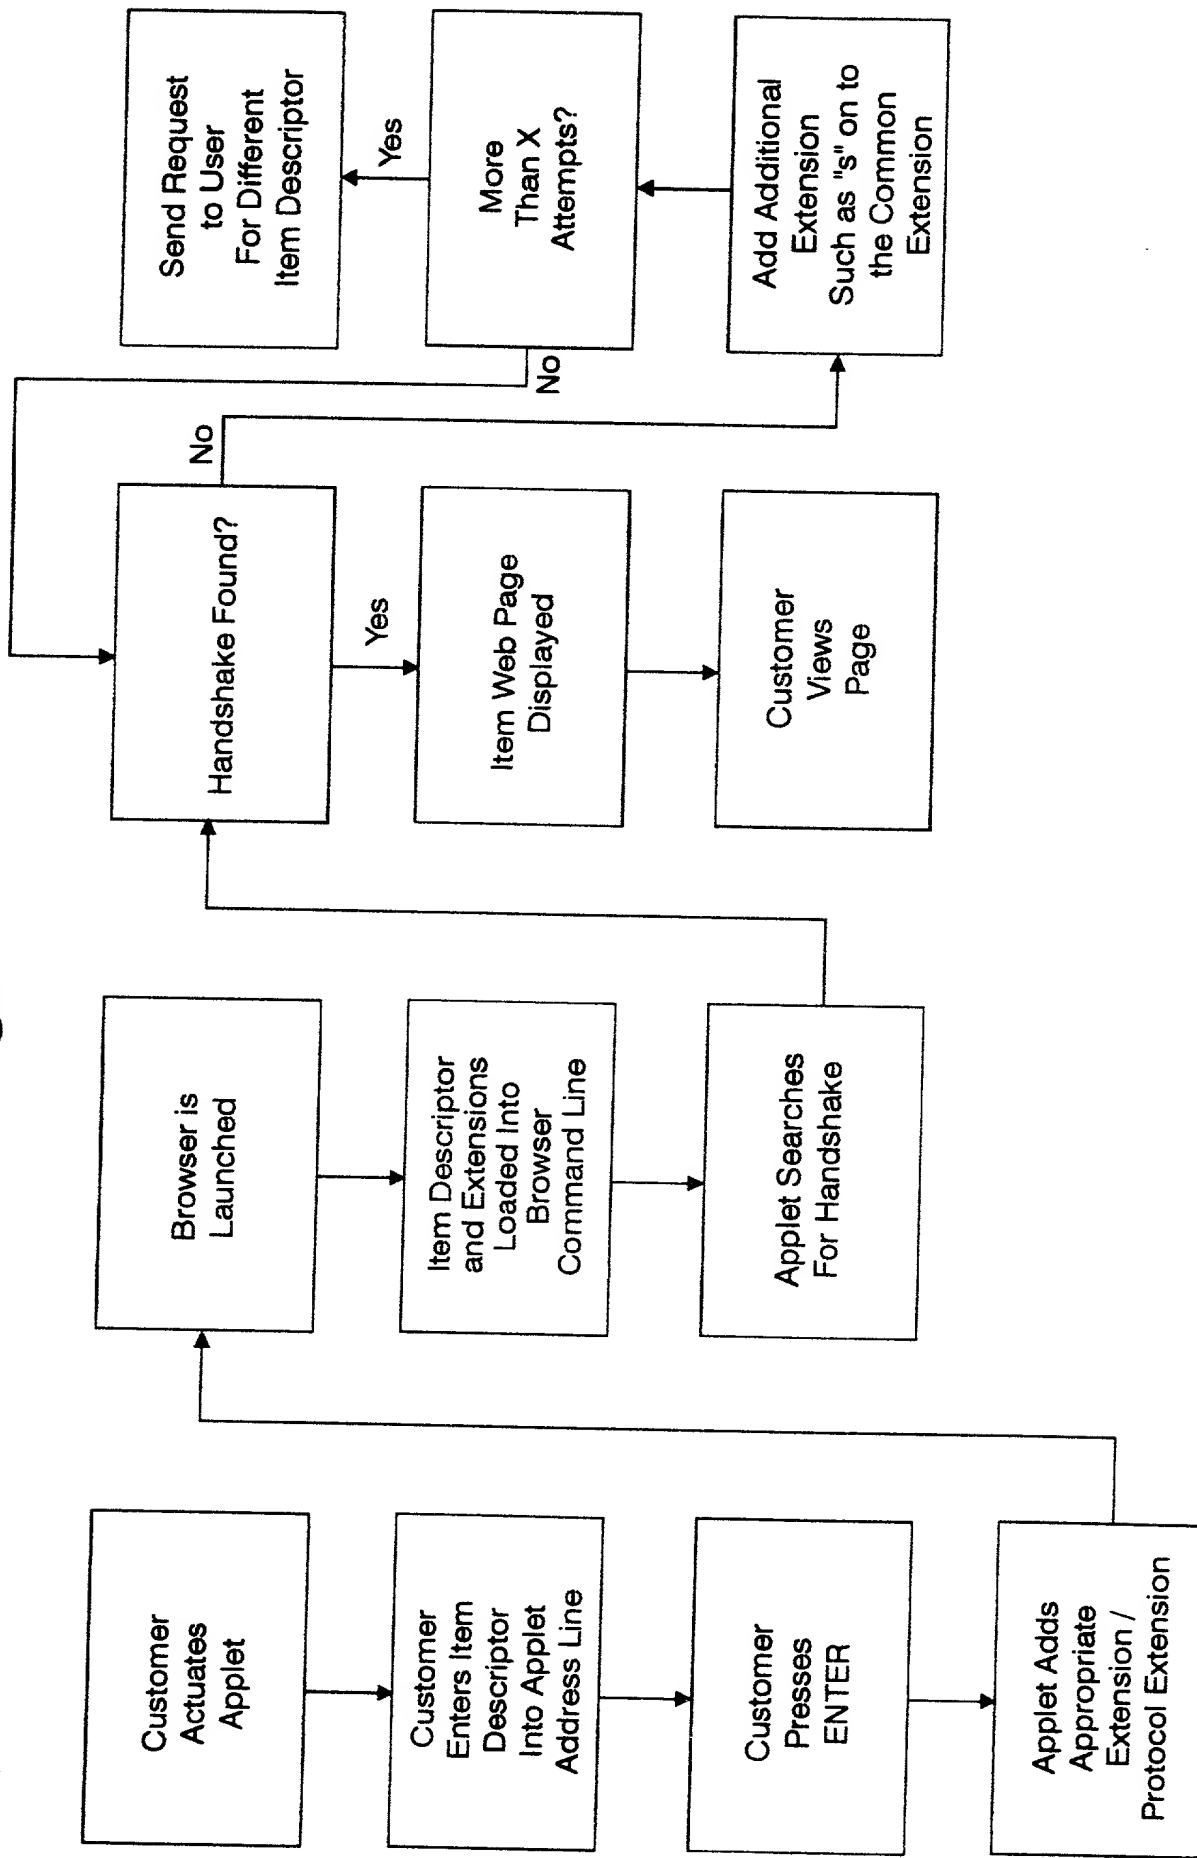 Customer
Actuates
Applet
Customer
Enters Item
Descriptor
Into Applet
Address Line
Customer
Presses
ENTER
Applet Adds
Appropriate
Extension /
Protocol Extension
Browser is
Launched
Item Descriptor
and Extensions
Loaded Into
Browser
Command Line
Applet Searches
For Handshake
Handshake Found?
No
Yes
Item Web Page
Displayed
Customer
Views
Page
Send Request
to User
For Different
Item Descriptor
Yes
More
Than X
Attempts?
No
Add Additional
Extension
Such as "s" on to
the Common
Extension